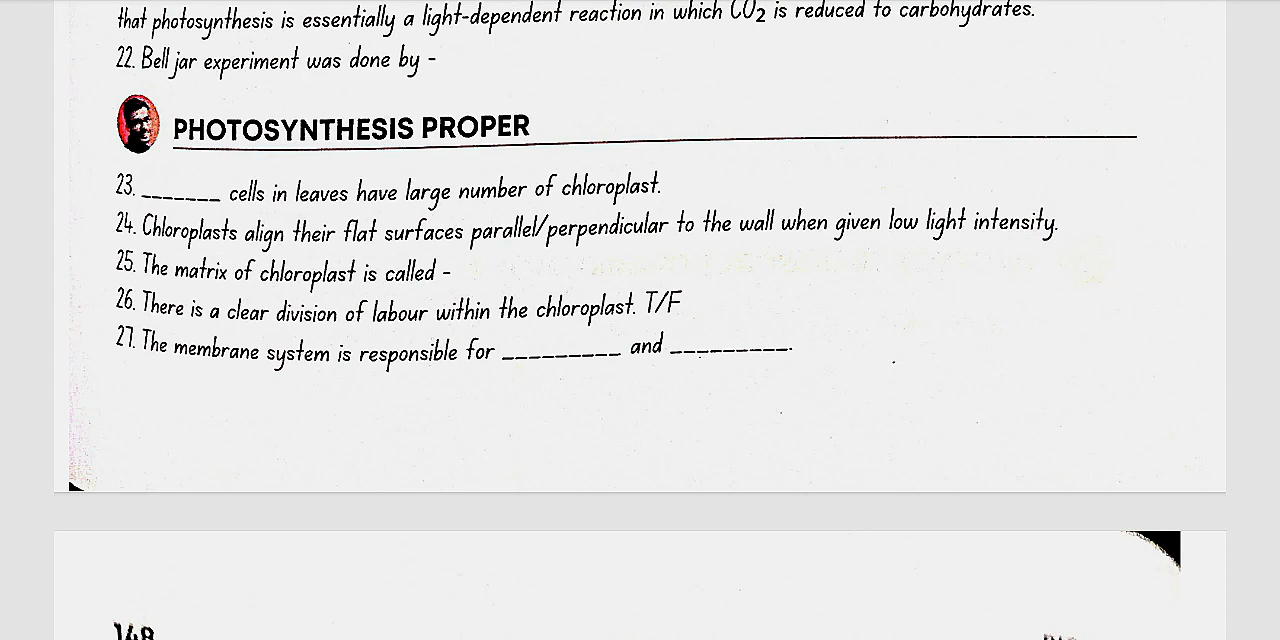 that photosynthesis is essentially a light-dependent reaction in which CO₂ is reduced to carbohydrates.
22. Bell jar experiment was done by -
PHOTOSYNTHESIS PROPER
23. _______ cells in leaves have large number of chloroplast.
24. Chloroplasts align their flat surfaces parallel/perpendicular to the wall when given low light intensity.
25. The matrix of chloroplast is called -
26. There is a clear division of labour within the chloroplast. T/F
27. The membrane system is responsible for _________ and _________.
148